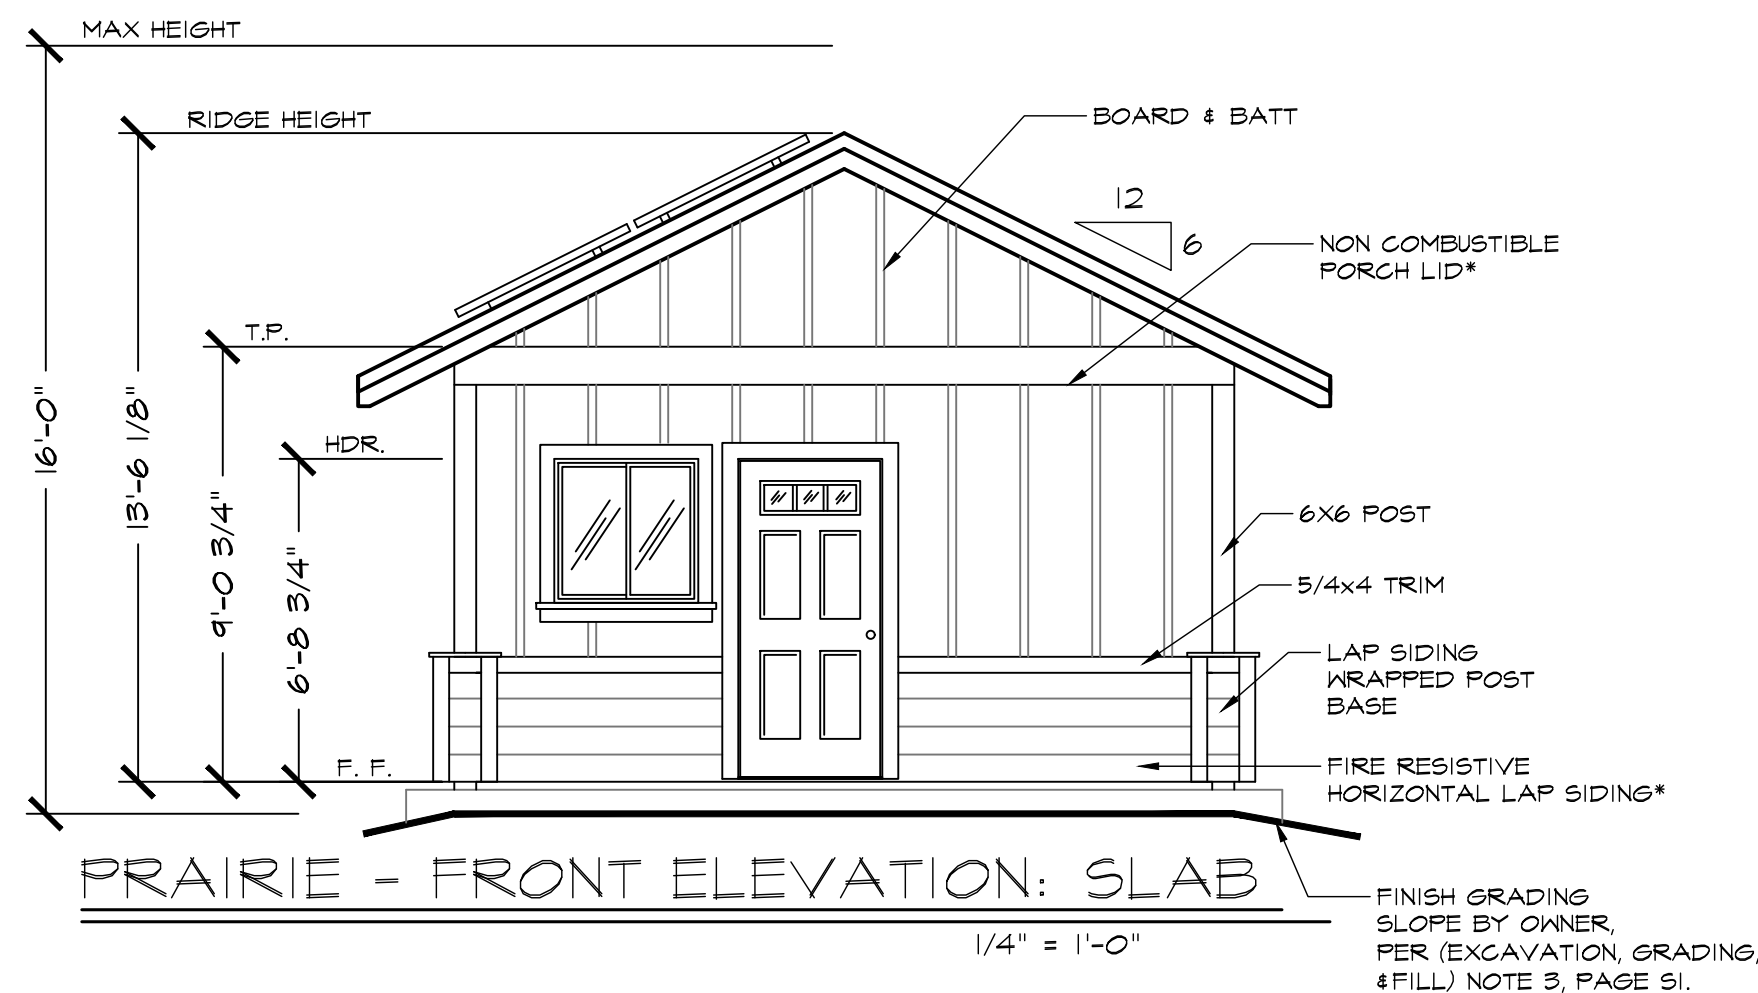 MAX HEIGHT
RIDGE HEIGHT
BOARD & BATT
12
6
NON COMBUSTIBLE
PORCH LID*
T.P.
HDR.
16'-0"
13'-6 1/8"
9'-0 3/4"
6'-8 3/4"
6X6 POST
5/4x4 TRIM
LAP SIDING
WRAPPED POST
BASE
F. F.
FIRE RESISTIVE
HORIZONTAL LAP SIDING*
PRAIRIE - FRONT ELEVATION: SLAB
1/4" = 1'-0"
FINISH GRADING
SLOPE BY OWNER,
PER (EXCAVATION, GRADING,
&FILL) NOTE 3, PAGE S1.